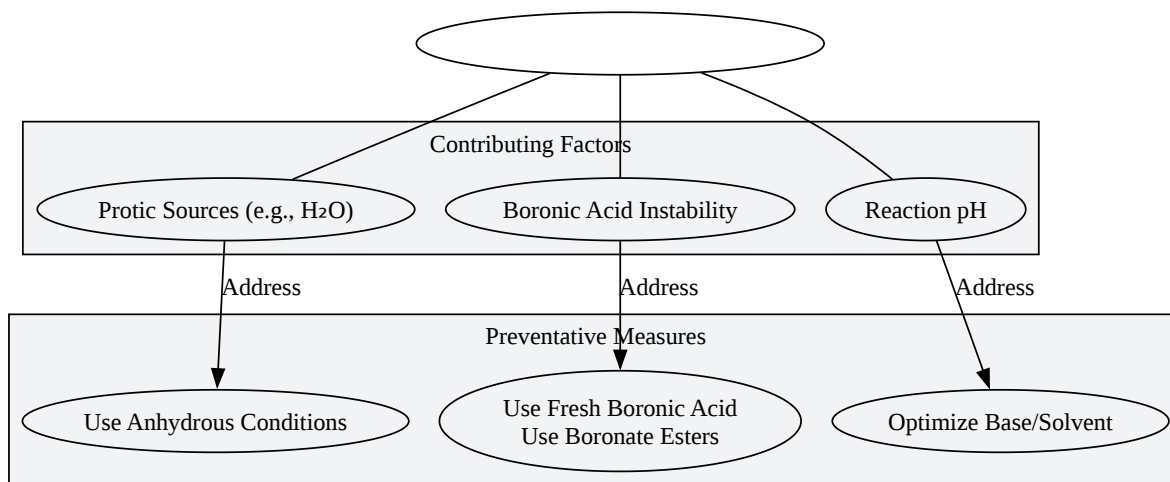 Contributing Factors
Protic Sources (e.g., H₂O)
Boronic Acid Instability
Reaction pH
Address
Address
Address
Preventative Measures
Use Anhydrous Conditions
Use Fresh Boronic Acid
Use Boronate Esters
Optimize Base/Solvent